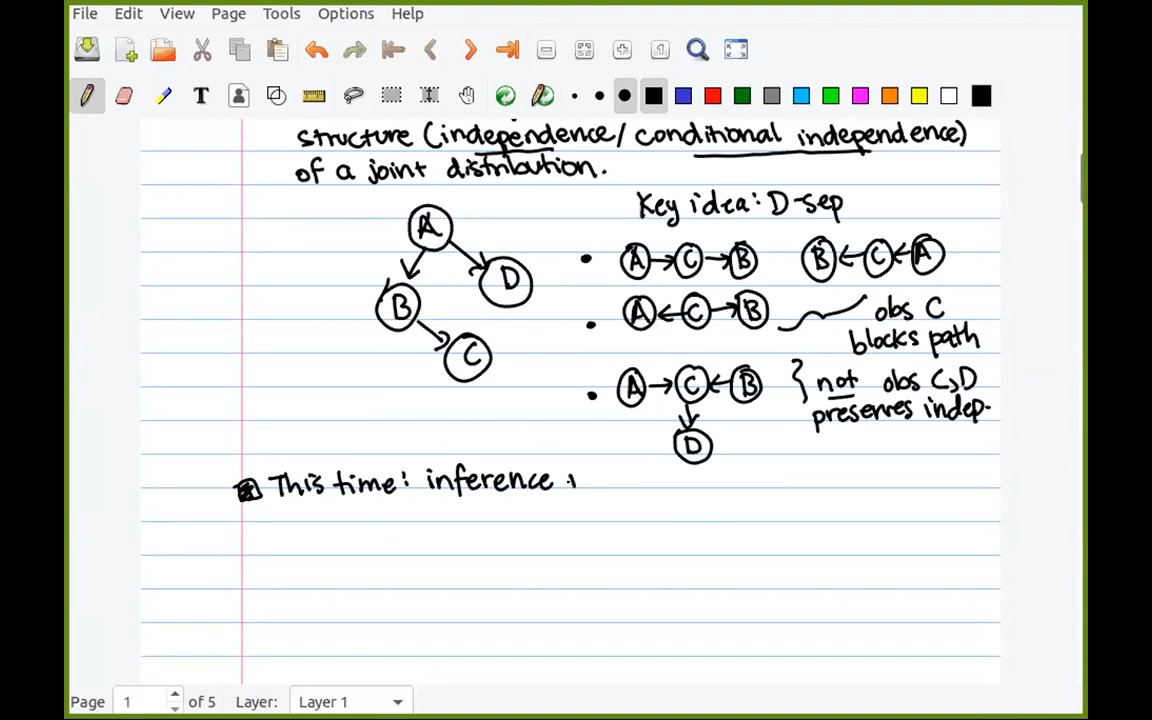 File Edit View Page Tools Options Help
structure (independence/ conditional independence)
of a joint distribution.
Key idea: D-sep
A
B
D
C
A → C → B B ← C ← A
A ← C → B
obs C
blocks path
A → C ← B
D
not obs C, D
preserves indep.
This time: inference
Page 1 of 5 Layer: Layer 1